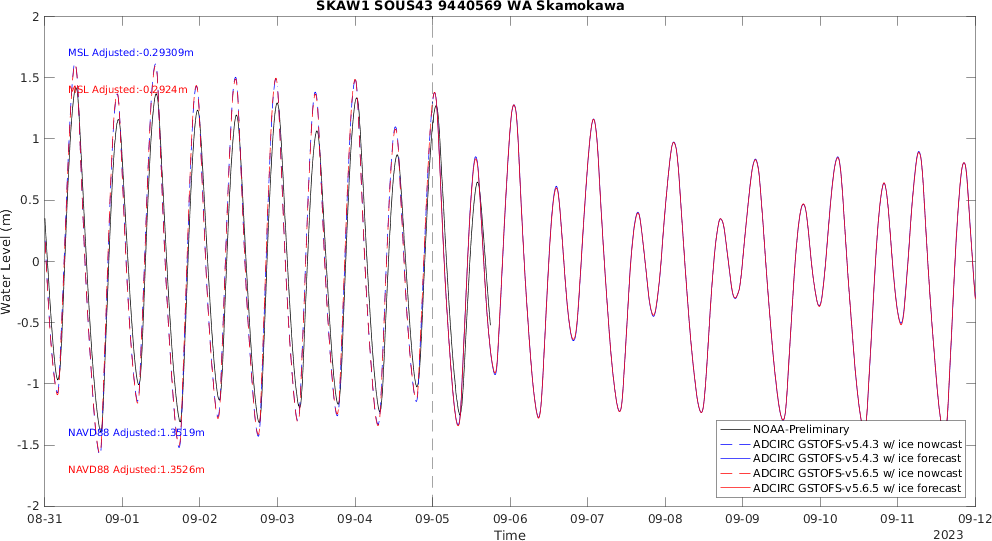 SKAW1 SOUS43 9440569 WA Skamokawa
2
1.5
1
0.5
0
-0.5
-1
-1.5
-2
Water Level (m)
MSL Adjusted:-0.29309m
MSL Adjusted:-0.2924m
NAVD88 Adjusted:1.3519m
NAVD88 Adjusted:1.3526m
NOAA-Preliminary
ADCIRC GSTOFS-v5.4.3 w/ ice nowcast
ADCIRC GSTOFS-v5.4.3 w/ ice forecast
ADCIRC GSTOFS-v5.6.5 w/ ice nowcast
ADCIRC GSTOFS-v5.6.5 w/ ice forecast
08-31 09-01 09-02 09-03 09-04 09-05 09-06 09-07 09-08 09-09 09-10 09-11 09-12
Time
2023